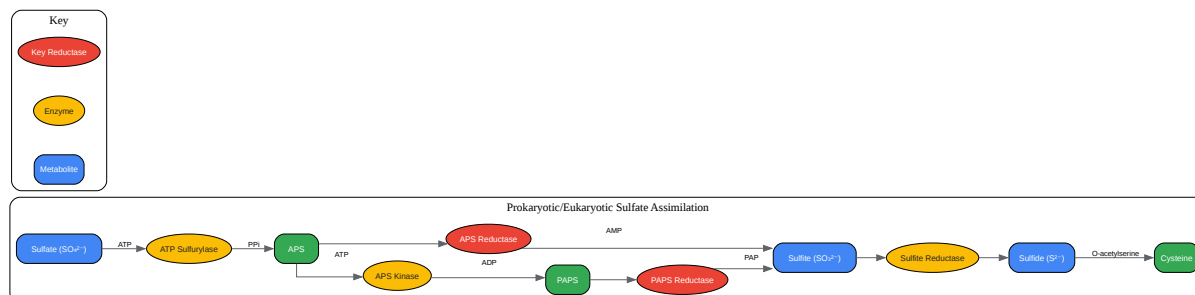 Key
Key Reductase
Enzyme
Metabolite
Prokaryotic/Eukaryotic Sulfate Assimilation
Sulfate (SO₄²⁻)
ATP
ATP Sulfurylase
PPi
APS
ATP
APS Reductase
AMP
APS Kinase
ADP
PAPS
PAPS Reductase
PAP
Sulfite (SO₃²⁻)
Sulfite Reductase
Sulfide (S²⁻)
O-acetylserine
Cysteine